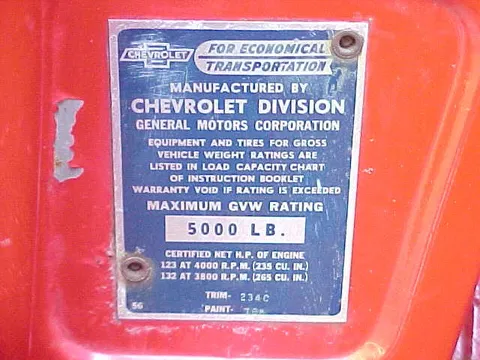 CHEVROLET
FOR ECONOMICAL
TRANSPORTATION
MANUFACTURED BY
CHEVROLET DIVISION
GENERAL MOTORS CORPORATION
EQUIPMENT AND TIRES FOR GROSS
VEHICLE WEIGHT RATINGS ARE
LISTED IN LOAD CAPACITY CHART
OF INSTRUCTION BOOKLET
WARRANTY VOID IF RATING IS EXCEEDED
MAXIMUM GVW RATING
5000 LB.
CERTIFIED NET H.P. OF ENGINE
123 AT 4000 R.P.M. (235 CU. IN.)
132 AT 3800 R.P.M. (265 CU. IN.)
TRIM- 234C
PAINT-
56